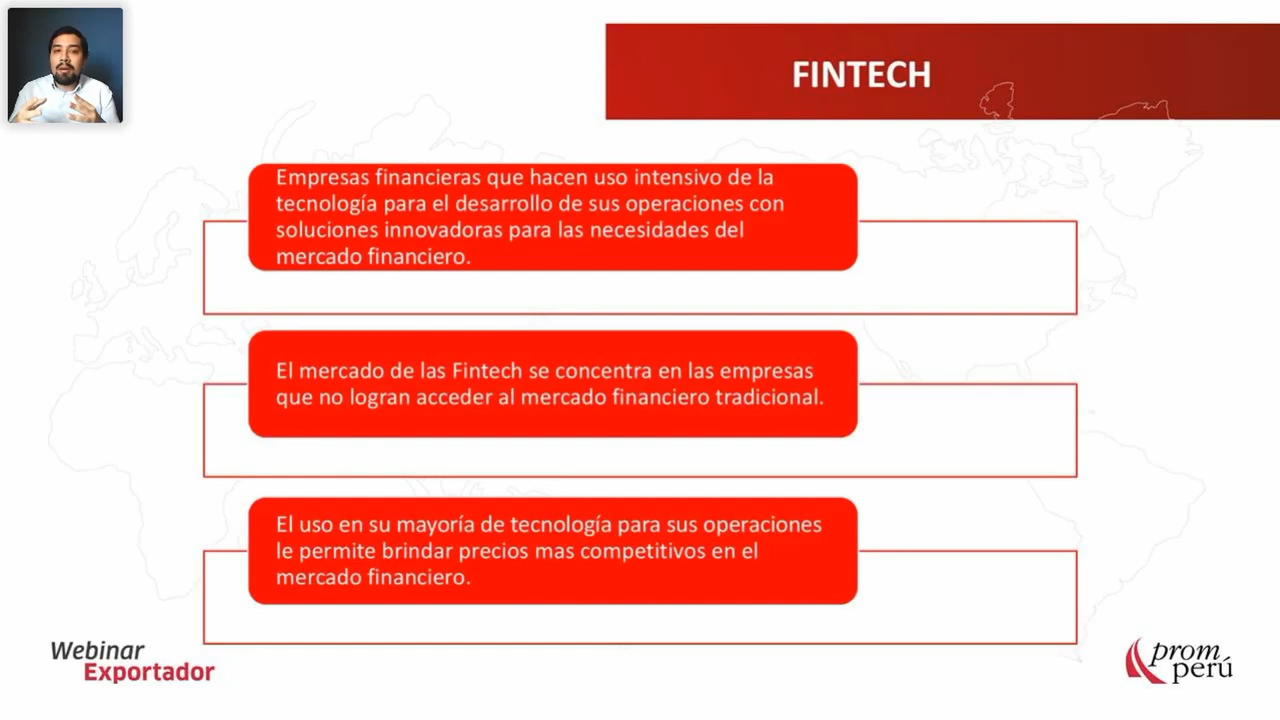 FINTECH
Empresas financieras que hacen uso intensivo de la
tecnología para el desarrollo de sus operaciones con
soluciones innovadoras para las necesidades del
mercado financiero.
El mercado de las Fintech se concentra en las empresas
que no logran acceder al mercado financiero tradicional.
El uso en su mayoría de tecnología para sus operaciones
le permite brindar precios mas competitivos en el
mercado financiero.
Webinar
Exportador
prom
perú